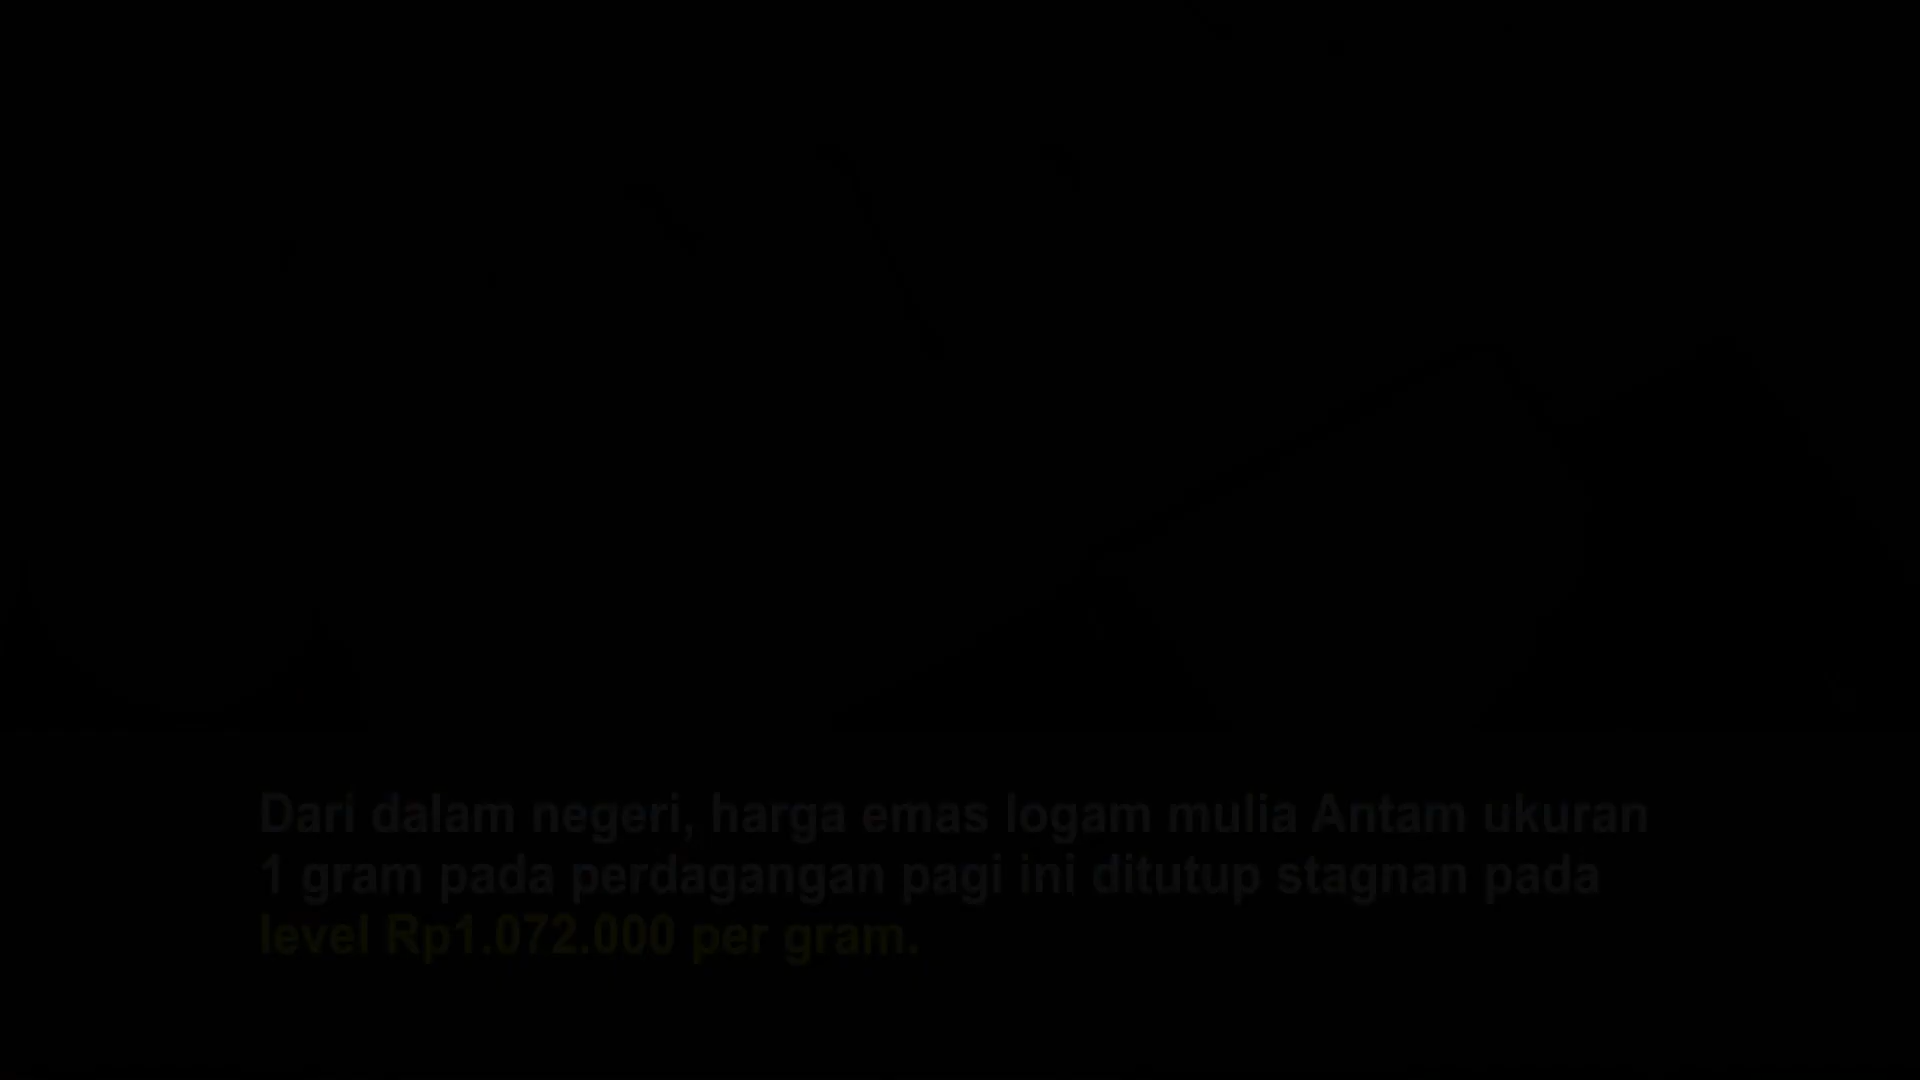 Dari dalam negeri, harga emas logam mulia Antam ukuran
1 gram pada perdagangan pagi ini ditutup stagnan pada
level Rp1.072.000 per gram.